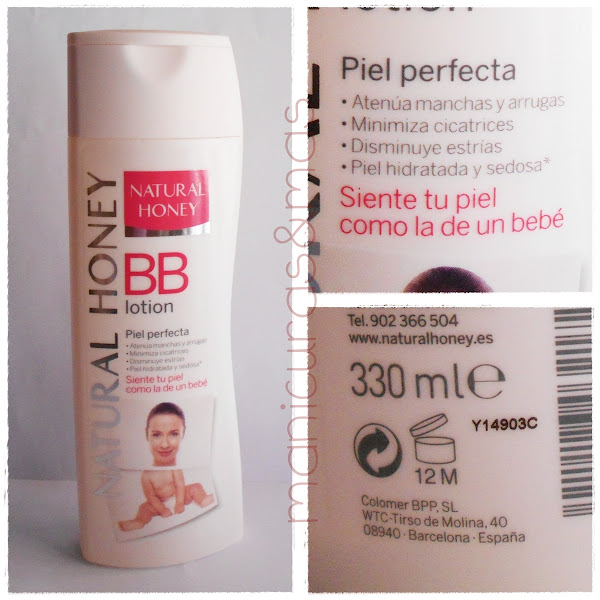 NATURAL HONEY
NATURAL
HONEY
BB
lotion
Piel perfecta
• Atenúa manchas y arrugas
• Minimiza cicatrices
• Disminuye estrías
• Piel hidratada y sedosa*
Siente tu piel
como la de un bebé
manicuras&mas
lotion
Piel perfecta
• Atenúa manchas y arrugas
• Minimiza cicatrices
• Disminuye estrías
• Piel hidratada y sedosa*
Siente tu piel
como la de un bebé
Tel. 902 366 504
www.naturalhoney.es
330 ml e
Y14903C
12 M
Colomer BPP, SL
WTC-Tirso de Molina, 40
08940 · Barcelona · España